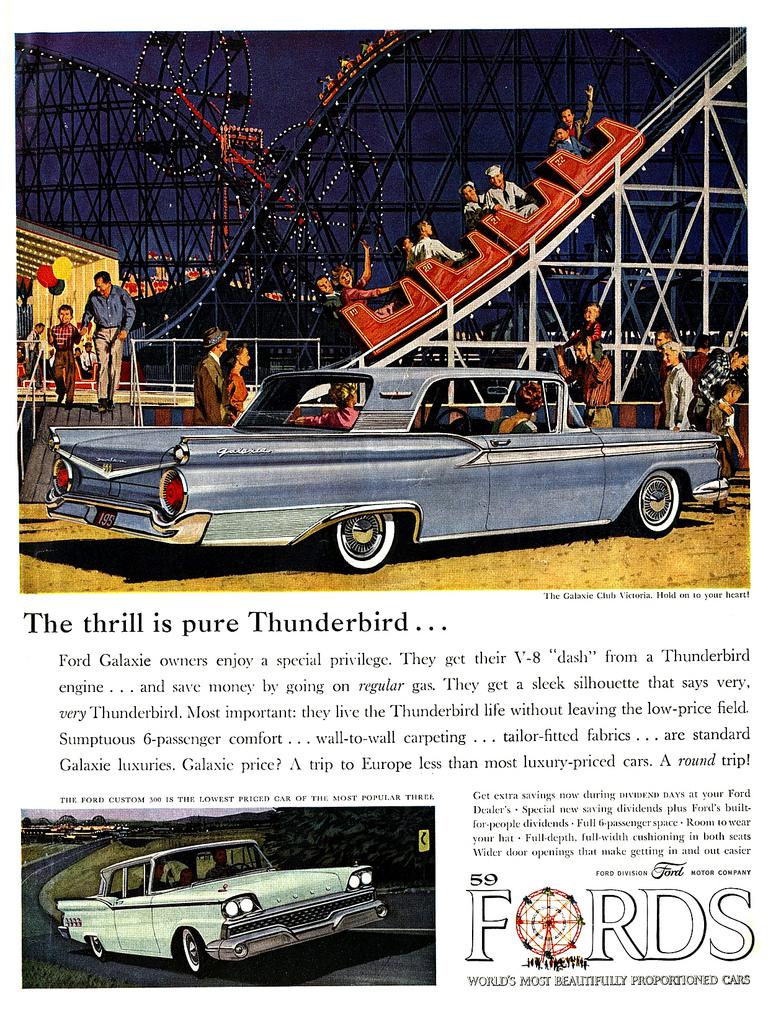 19
20
21
22
Galaxie
195
The Galaxie Club Victoria. Hold on to your heart!
The thrill is pure Thunderbird . . .
Ford Galaxie owners enjoy a special privilege. They get their V-8 “dash” from a Thunderbird
engine . . . and save money by going on regular gas. They get a sleek silhouette that says very,
very Thunderbird. Most important: they live the Thunderbird life without leaving the low-price field.
Sumptuous 6-passenger comfort . . . wall-to-wall carpeting . . . tailor-fitted fabrics . . . are standard
Galaxie luxuries. Galaxie price? A trip to Europe less than most luxury-priced cars. A round trip!
THE FORD CUSTOM 300 IS THE LOWEST PRICED CAR OF THE MOST POPULAR THREE
FORD
Get extra savings now during DIVIDEND DAYS at your Ford
Dealer's • Special new saving dividends plus Ford's built-
for-people dividends • Full 6-passenger space • Room to wear
your hat • Full-depth, full-width cushioning in both seats
Wider door openings that make getting in and out easier
FORD DIVISION Ford MOTOR COMPANY
59
FORDS
WORLD'S MOST BEAUTIFULLY PROPORTIONED CARS